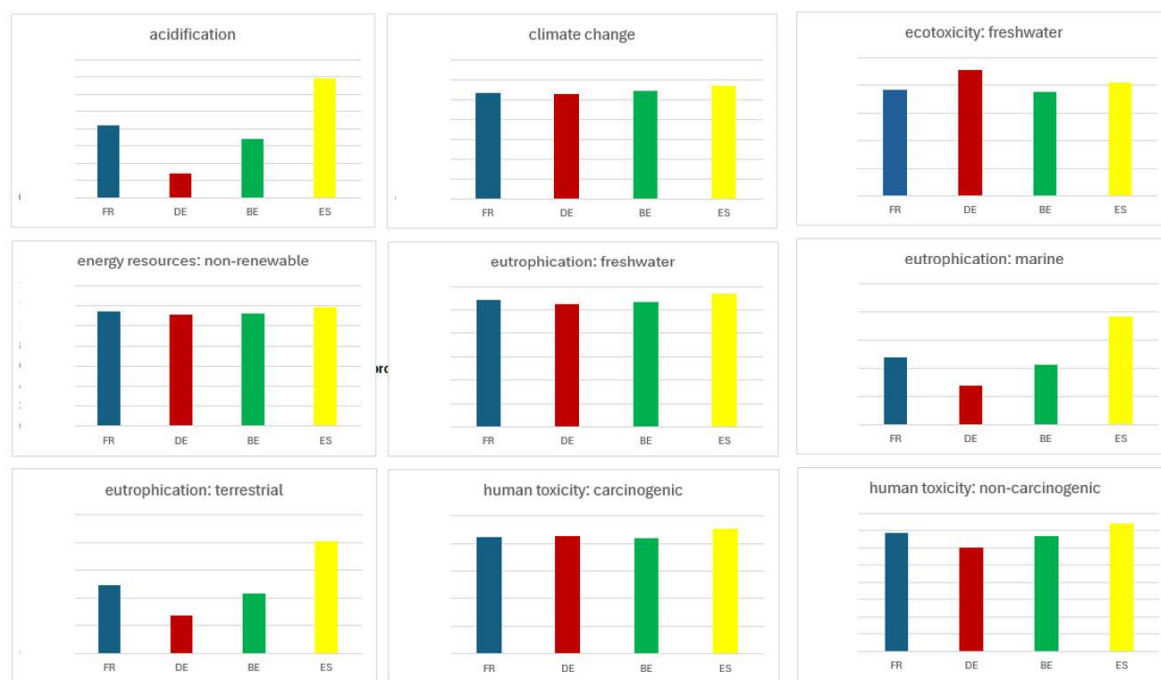 acidification
FR DE BE ES
climate change
FR DE BE ES
ecotoxicity: freshwater
FR DE BE ES
energy resources: non-renewable
FR DE BE ES
eutrophication: freshwater
FR DE BE ES
eutrophication: marine
FR DE BE ES
eutrophication: terrestrial
FR DE BE ES
human toxicity: carcinogenic
FR DE BE ES
human toxicity: non-carcinogenic
FR DE BE ES